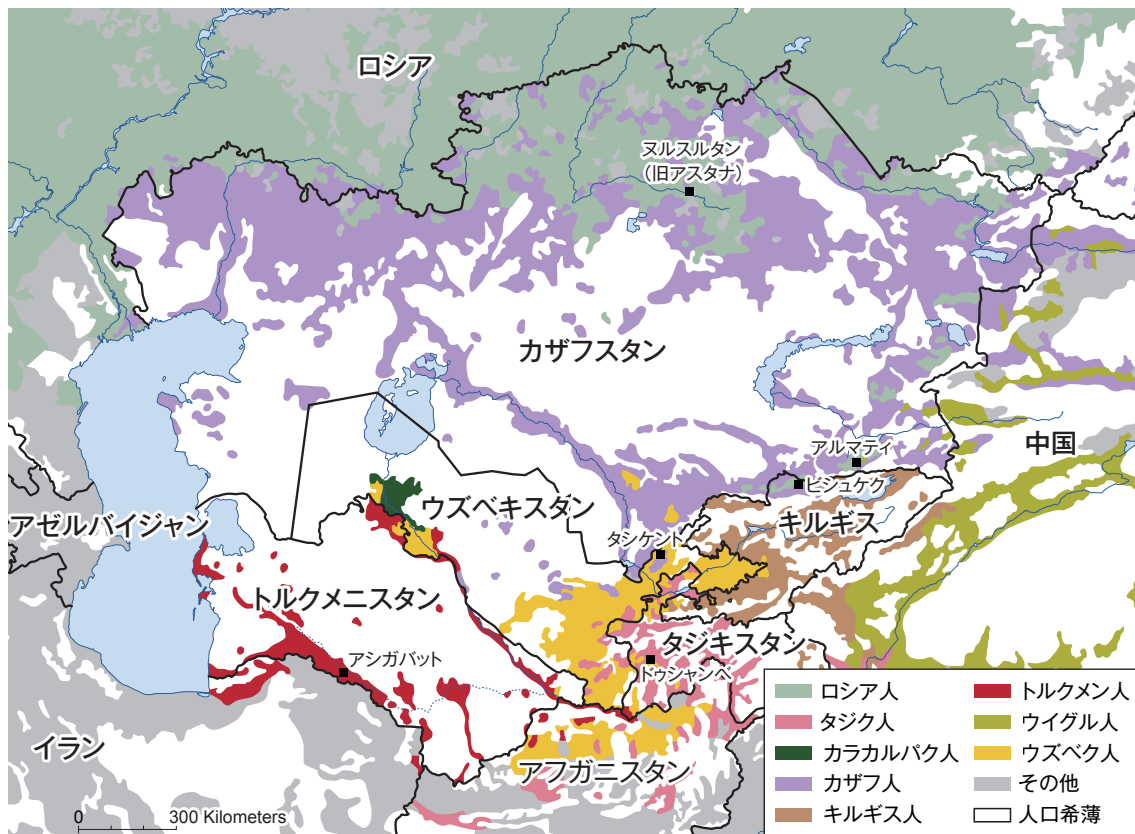 ロシア
ヌルスルタン
（旧アスタナ）
カザフスタン
アルマティ
中国
ビシュケク
ウズベキスタン
キルギス
アゼルバイジャン
タシケント
トルクメニスタン
タジキスタン
アシガバット
ドゥシャンベ
イラン
アフガニスタン
0 300 Kilometers
ロシア人
タジク人
カラカルパク人
カザフ人
キルギス人
トルクメン人
ウイグル人
ウズベク人
その他
人口希薄